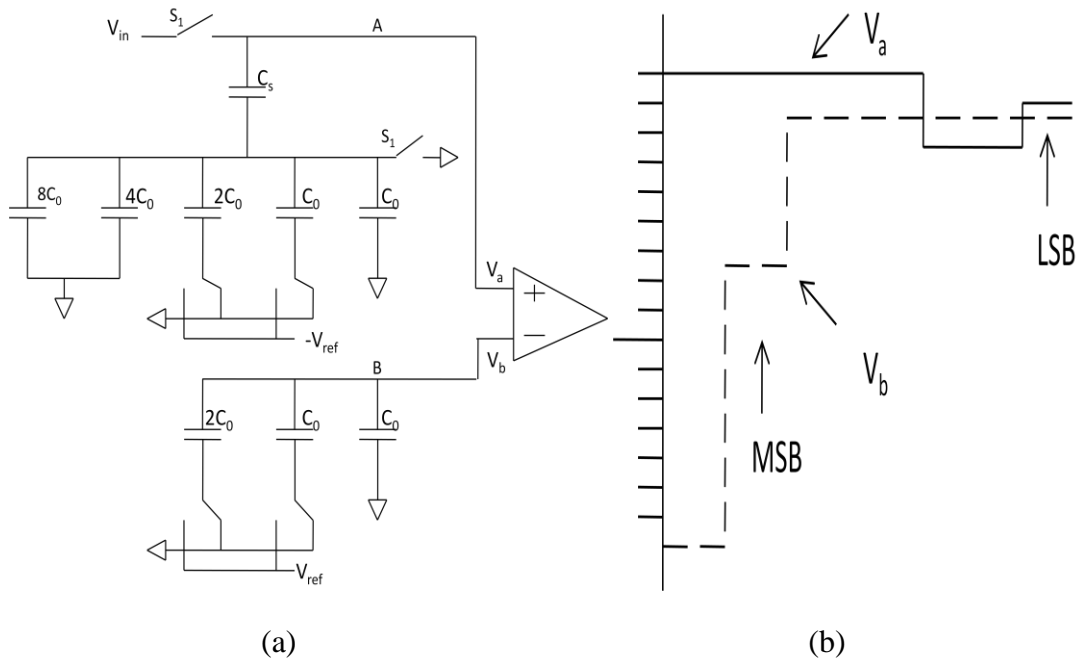 V_in S_1 A
C_s
S_1
8C_0 4C_0 2C_0 C_0 C_0
V_a
+
-V_ref
−
B V_b
2C_0 C_0 C_0
V_ref
(a)
V_a
LSB
V_b
MSB
(b)